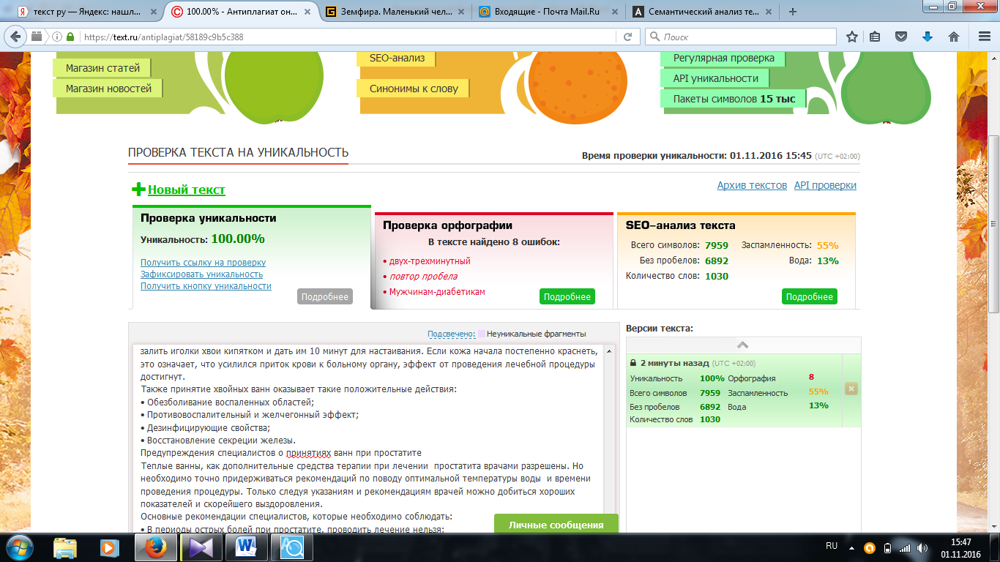 текст ру — Яндекс: нашл...
100.00% - Антиплагиат он...
Земфира. Маленький чел...
Входящие - Почта Mail.Ru
Семантический анализ те...
https://text.ru/antiplagiat/58189c9b5c388
Поиск
Магазин статей
Магазин новостей
SEO-анализ
Синонимы к слову
Регулярная проверка
API уникальности
Пакеты символов 15 тыс
ПРОВЕРКА ТЕКСТА НА УНИКАЛЬНОСТЬ
Время проверки уникальности: 01.11.2016 15:45 (UTC +02:00)
Новый текст
Архив текстов API проверки
Проверка уникальности
Уникальность: 100.00%
Получить ссылку на проверку
Зафиксировать уникальность
Получить кнопку уникальности
Подробнее
Проверка орфографии
В тексте найдено 8 ошибок:
• двух-трехминутный
• повтор пробела
• Мужчинам-диабетикам
Подробнее
SEO-анализ текста
Всего символов: 7959 Заспамленность: 55%
Без пробелов: 6892 Вода: 13%
Количество слов: 1030
Подробнее
Подсвечено: Неуникальные фрагменты
залить иголки хвои кипятком и дать им 10 минут для настаивания. Если кожа начала постепенно краснеть,
это означает, что усилился приток крови к больному органу, эффект от проведения лечебной процедуры
достигнут.
Также принятие хвойных ванн оказывает такие положительные действия:
• Обезболивание воспаленных областей;
• Противовоспалительный и желчегонный эффект;
• Дезинфицирующие свойства;
• Восстановление секреции железы.
Предупреждения специалистов о принятиях ванн при простатите
Теплые ванны, как дополнительные средства терапии при лечении  простатита врачами разрешены. Но
необходимо точно придерживаться рекомендаций по поводу оптимальной температуры воды  и времени
проведения процедуры. Только следуя указаниям и рекомендациям врачей можно добиться хороших
показателей и скорейшего выздоровления.
Основные рекомендации специалистов, которые необходимо соблюдать:
• В периоды острых болей при простатите, проводить лечение нельзя;
Версии текста:
2 минуты назад (UTC +02:00)
Уникальность 100% Орфография 8
Всего символов 7959 Заспамленность 55%
Без пробелов 6892 Вода 13%
Количество слов 1030
Личные сообщения
RU
15:47
01.11.2016